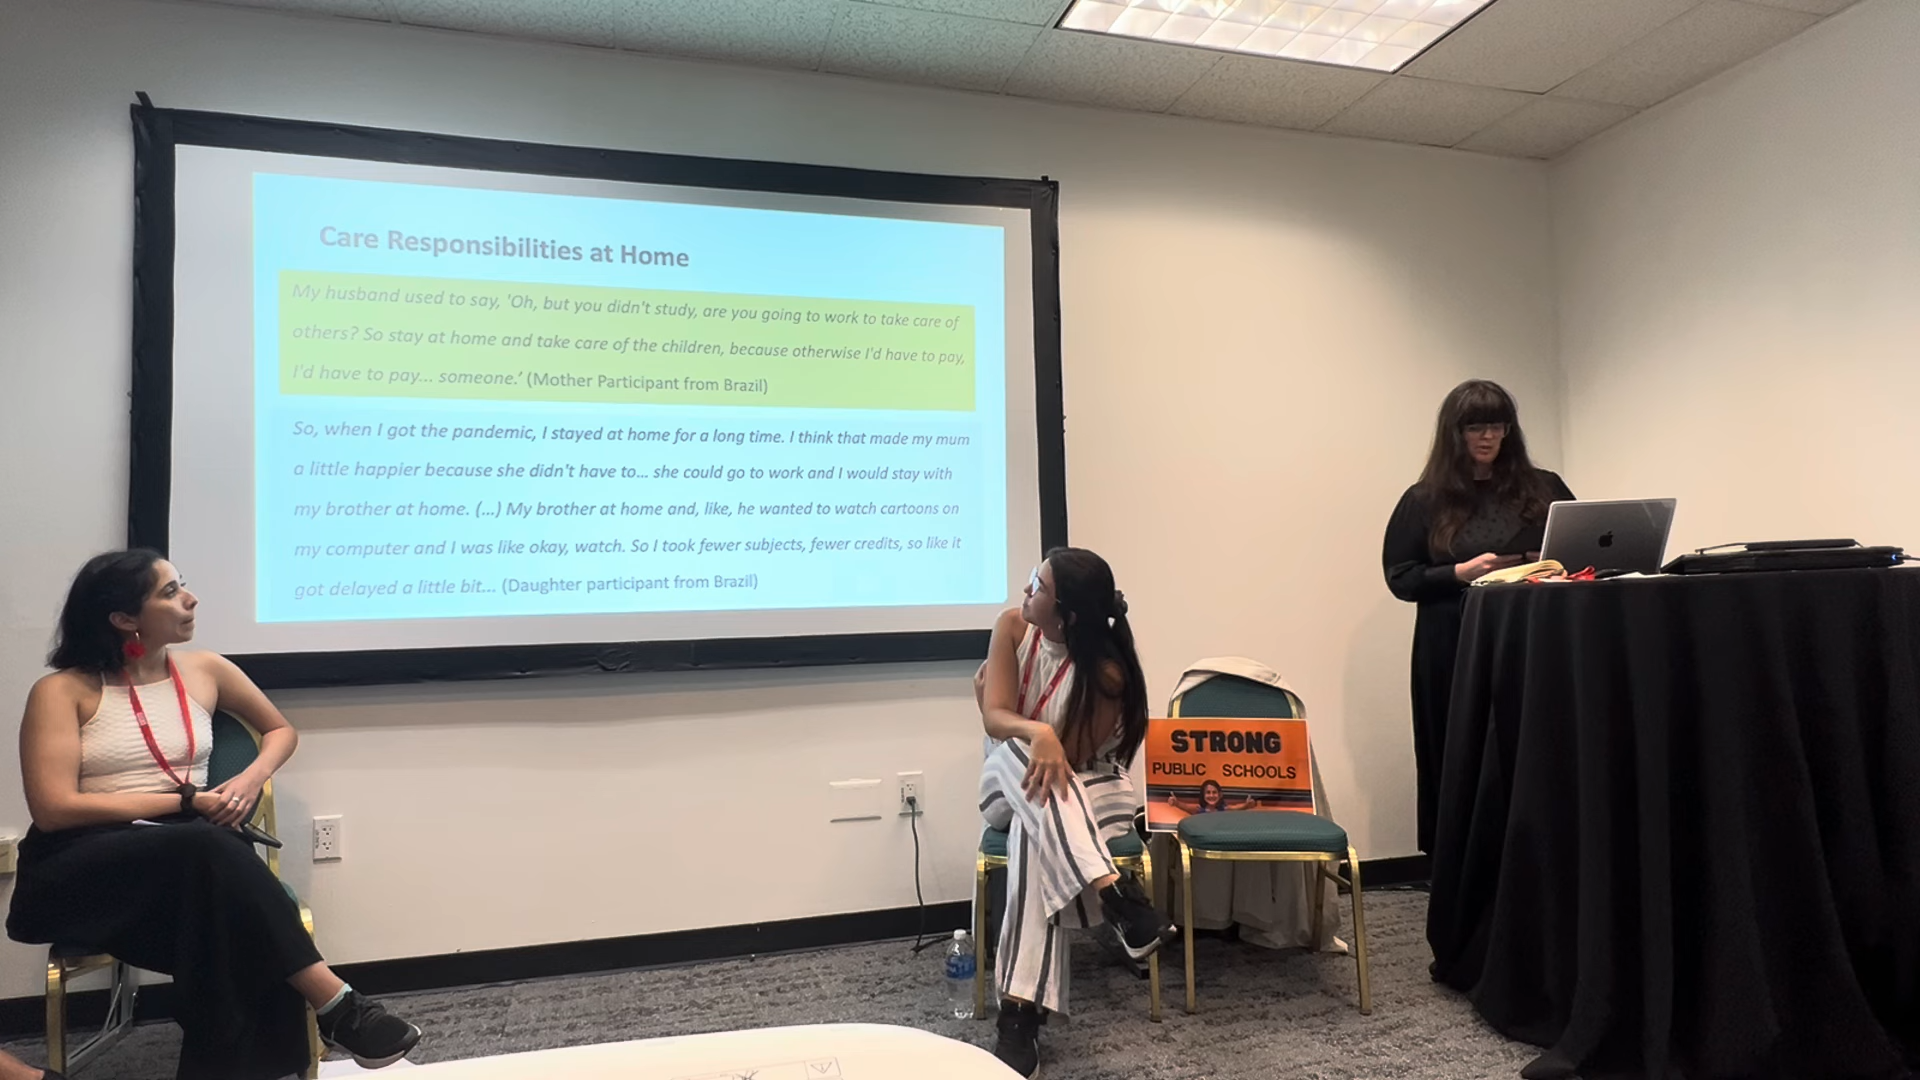 Care Responsibilities at Home
My husband used to say, 'Oh, but you didn't study, are you going to work to take care of
others? So stay at home and take care of the children, because otherwise I'd have to pay,
I'd have to pay... someone.' (Mother Participant from Brazil)
So, when I got the pandemic, I stayed at home for a long time. I think that made my mum
a little happier because she didn't have to... she could go to work and I would stay with
my brother at home. (...) My brother at home and, like, he wanted to watch cartoons on
my computer and I was like okay, watch. So I took fewer subjects, fewer credits, so like it
got delayed a little bit... (Daughter participant from Brazil)
STRONG
PUBLIC SCHOOLS